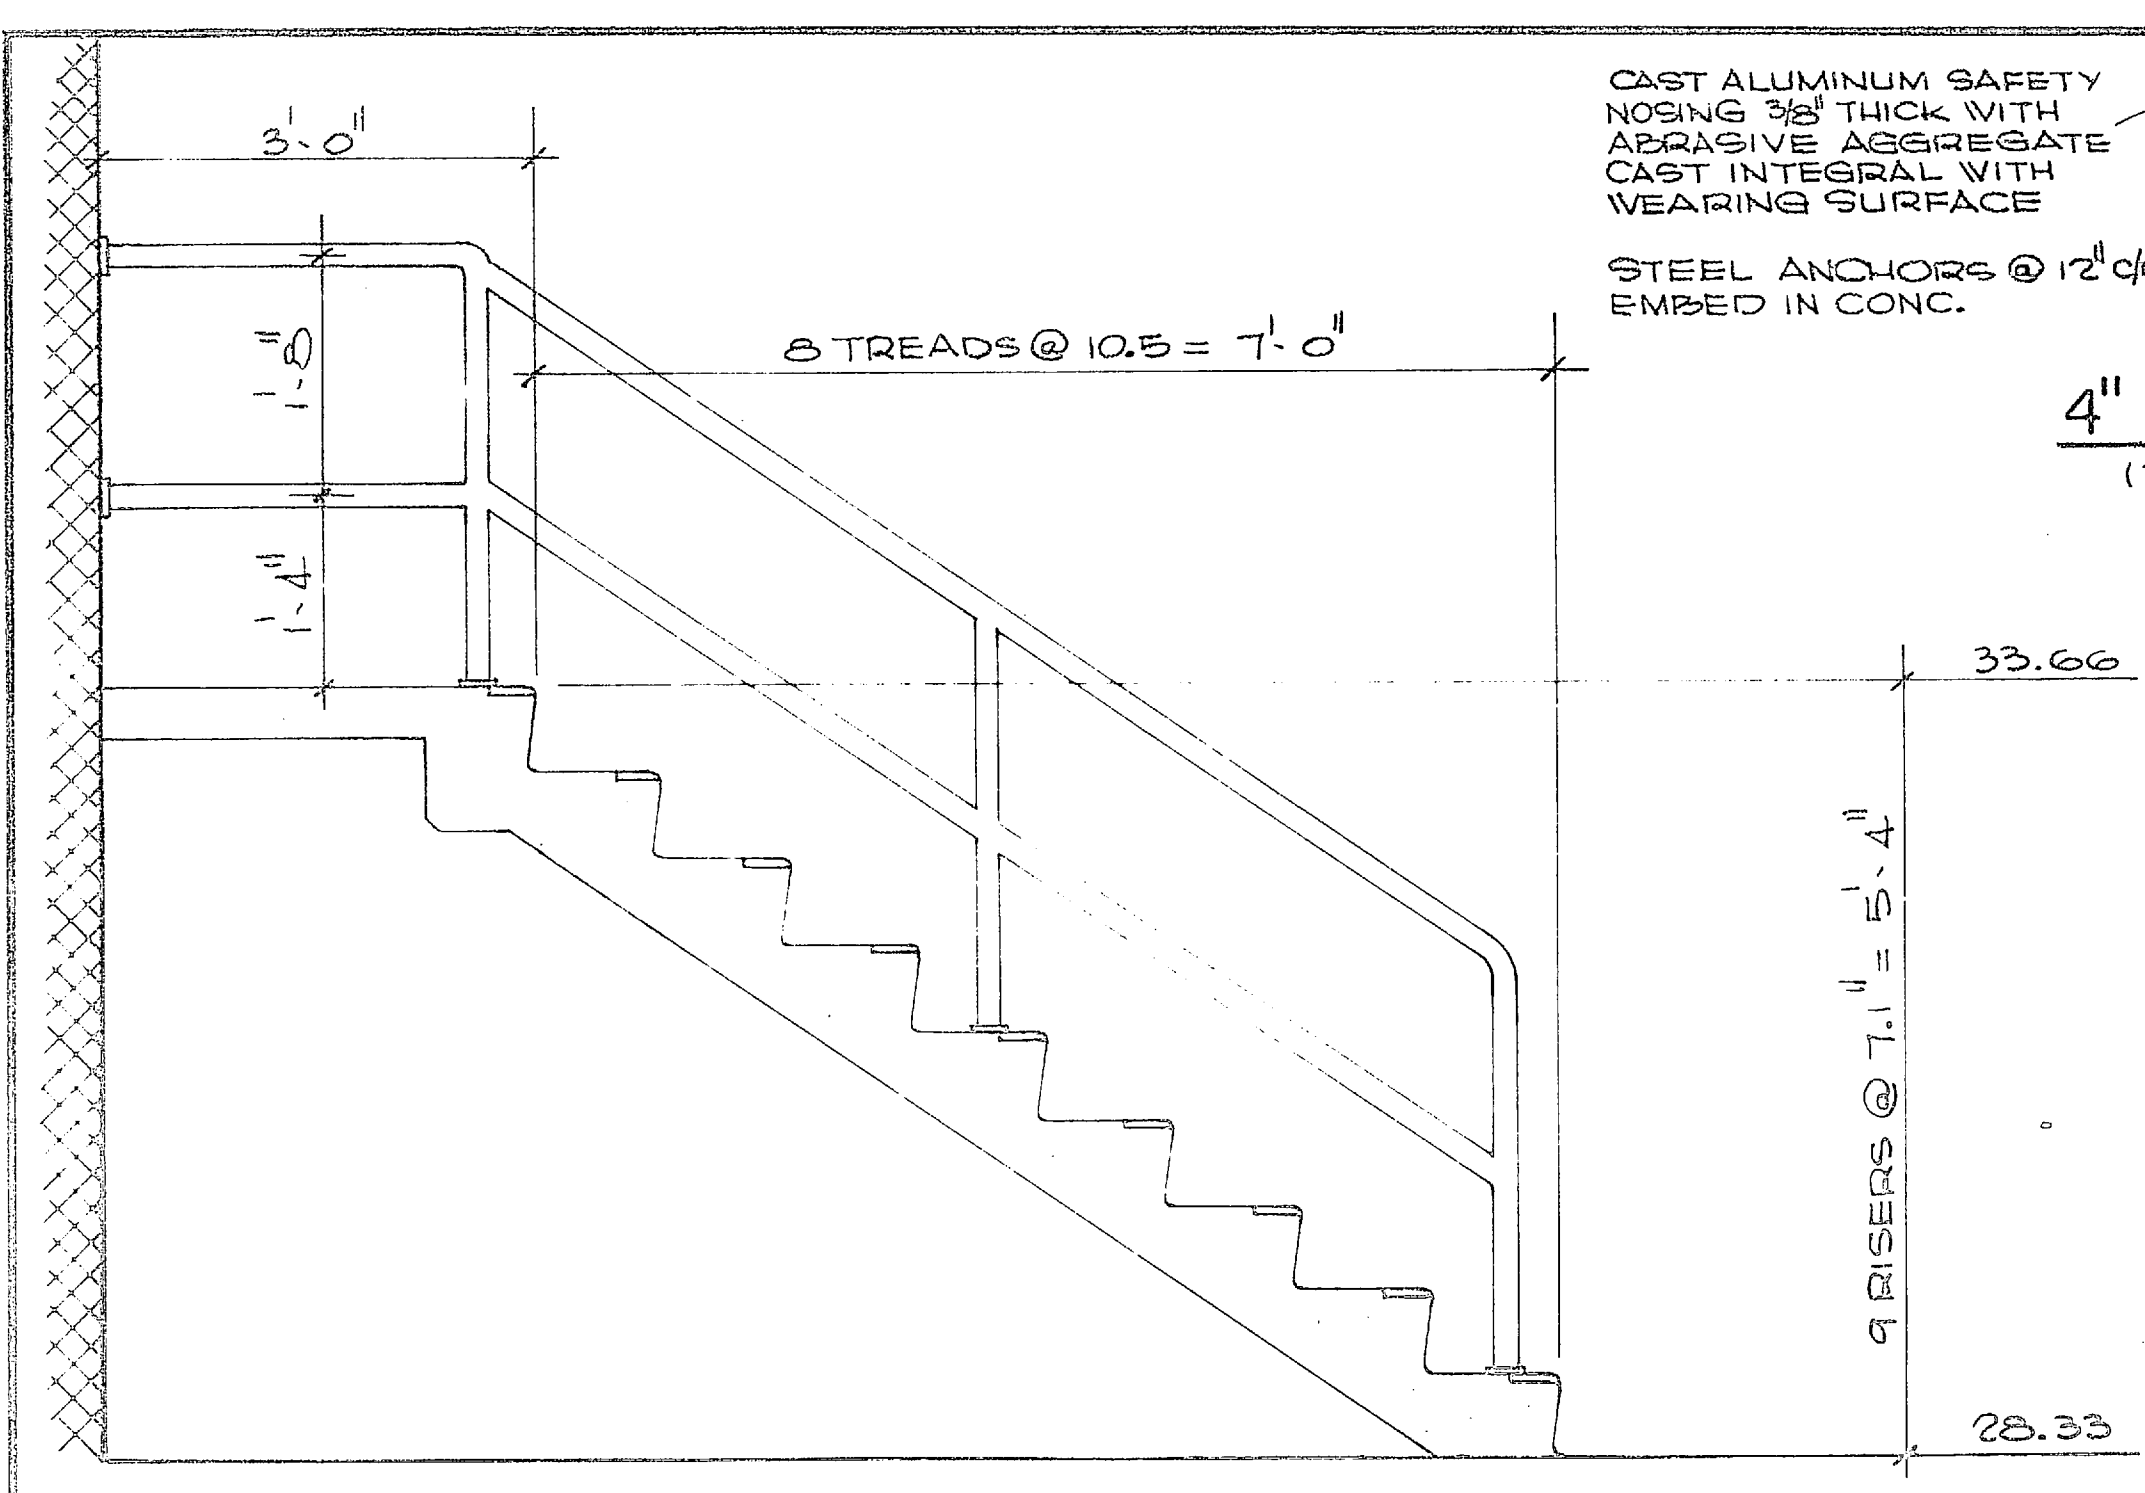 CAST ALUMINUM SAFETY
NOSING 3/8" THICK WITH
ABRASIVE AGGREGATE
CAST INTEGRAL WITH
WEARING SURFACE
STEEL ANCHORS @ 12" c/
EMBED IN CONC.
3'-0"
1'-8"
1'-4"
8 TREADS @ 10.5 = 7'-0"
4"
33.66
9 RISERS @ 7.1" = 5'-4"
28.33